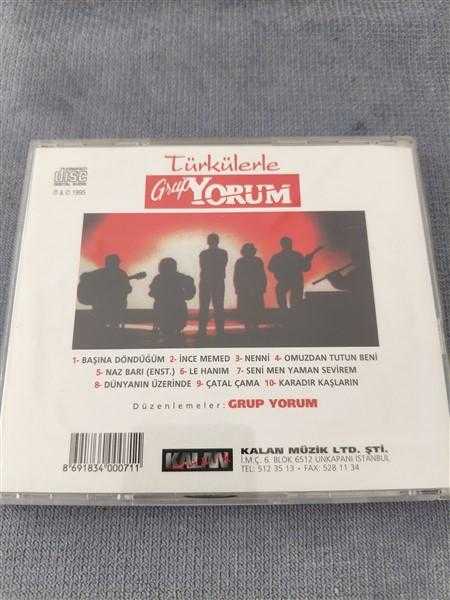 Türkülerle
COMPACT
disc
DIGITAL AUDIO
Grup YORUM
℗ & © 1995
1- BAŞINA DÖNDÜĞÜM 2- İNCE MEMED 3- NENNİ 4- OMUZDAN TUTUN BENİ
5- NAZ BARI (ENST.) 6- LE HANIM 7- SENİ MEN YAMAN SEVİREM
8- DÜNYANIN ÜZERİNDE 9- ÇATAL ÇAMA 10- KARADIR KAŞLARIN
Düzenlemeler: GRUP YORUM
8 691834 000711
KALAN
KALAN MÜZİK LTD. ŞTİ.
İ.M.Ç. 6. BLOK 6512 UNKAPANI İSTANBUL
TEL: 512 35 13 • FAX: 528 11 34